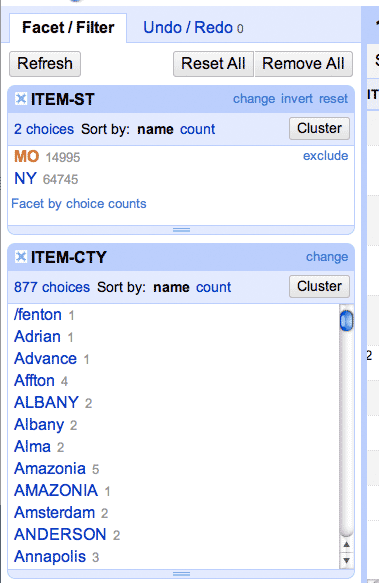 Facet / Filter Undo / Redo 0
Refresh Reset All Remove All
ITEM-ST change invert reset
2 choices Sort by: name count Cluster
MO 14995 exclude
NY 64745
Facet by choice counts
ITEM-CTY change
877 choices Sort by: name count Cluster
/fenton 1
Adrian 1
Advance 1
Affton 4
ALBANY 2
Albany 2
Alma 2
Amazonia 5
AMAZONIA 1
Amsterdam 2
ANDERSON 2
Annapolis 3
IT
2